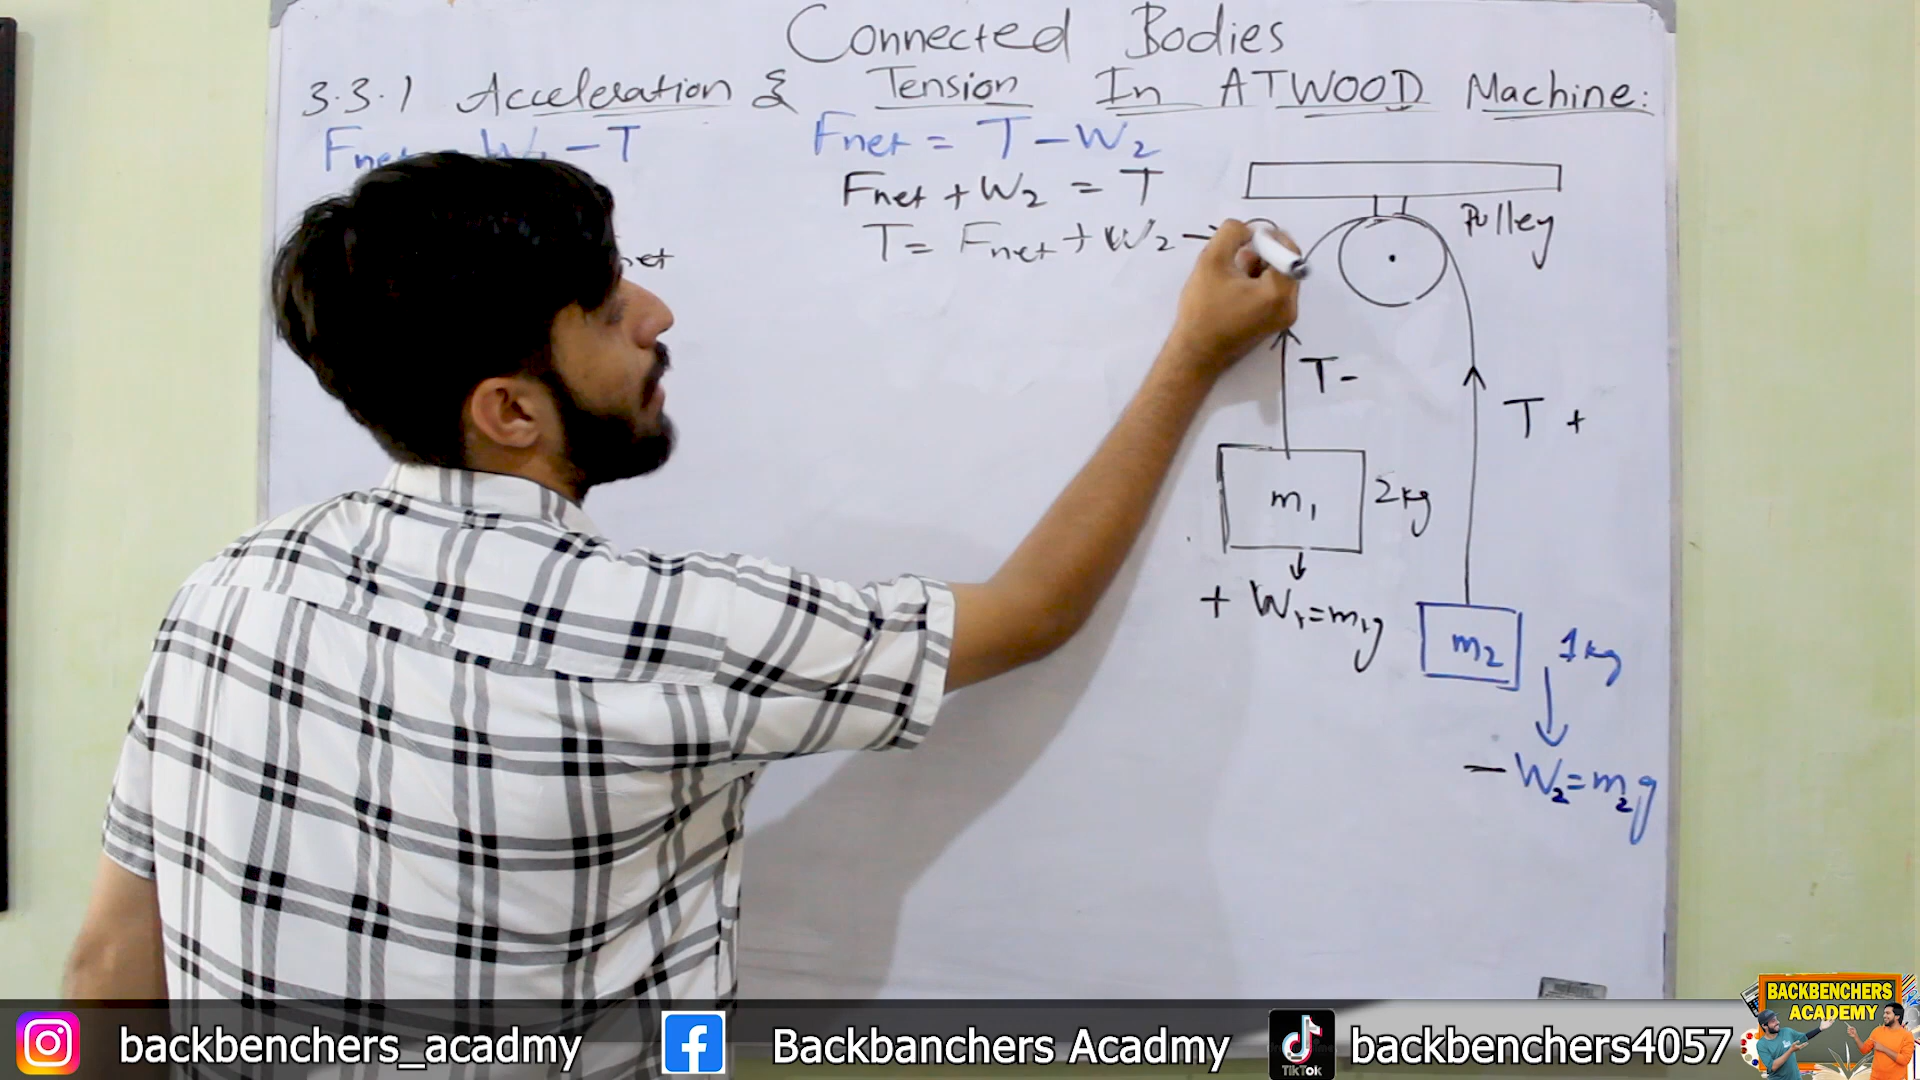 Connected Bodies
3.3.1 Acceleration & Tension In ATWOOD Machine:
Fnet = W1 - T
Fnet = T - W2
Fnet + W2 = T
T = Fnet + W2 →
net
Pulley
T -
T +
m1
2kg
+ W1 = m1g
m2
1kg
- W2 = m2g
BACKBENCHERS
ACADEMY
backbenchers_acadmy
Backbanchers Acadmy
TikTok
backbenchers4057